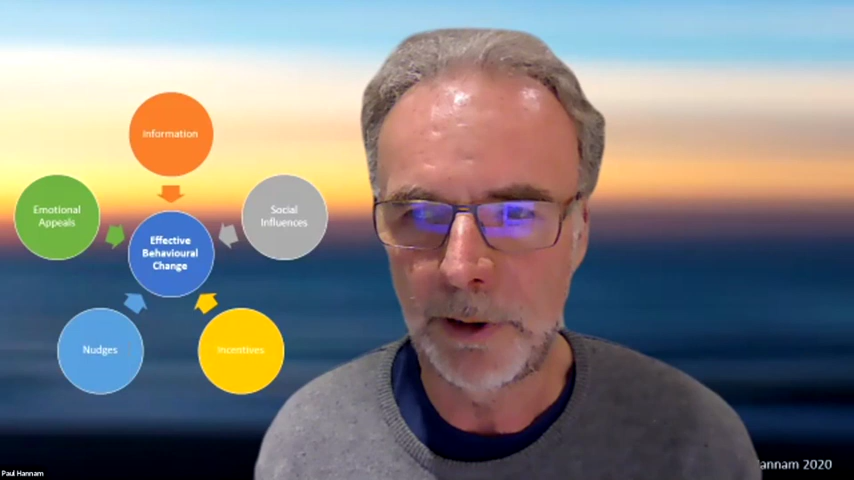 Information
Emotional
Appeals
Social
Influences
Effective
Behavioural
Change
Nudges
Incentives
Paul Hannam
annam 2020